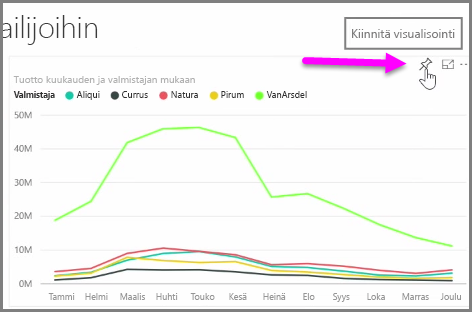 ailijoihin
Kiinnitä visualisointi
Tuotto kuukauden ja valmistajan mukaan
Valmistaja Aliqui Currus Natura Pirum VanArsdel
50M
40M
30M
20M
10M
0M
Tammi Helmi Maalis Huhti Touko Kesä Heinä Elo Syys Loka Marras Joulu